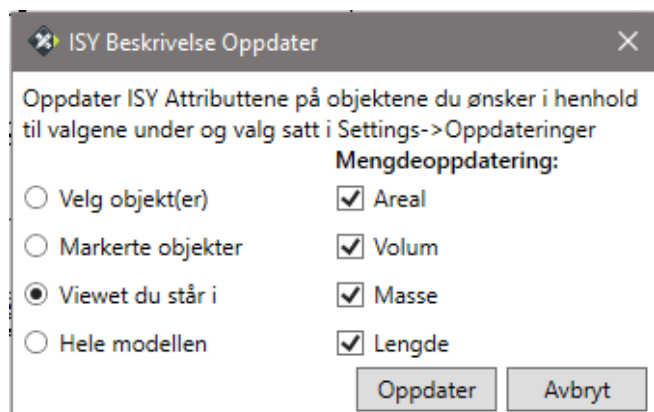 ISY Beskrivelse Oppdater
Oppdater ISY Attributtene på objektene du ønsker i henhold
til valgene under og valg satt i Settings->Oppdateringer
Mengdeoppdatering:
Velg objekt(er) Areal
Markerte objekter Volum
Viewet du står i Masse
Hele modellen Lengde
Oppdater Avbryt